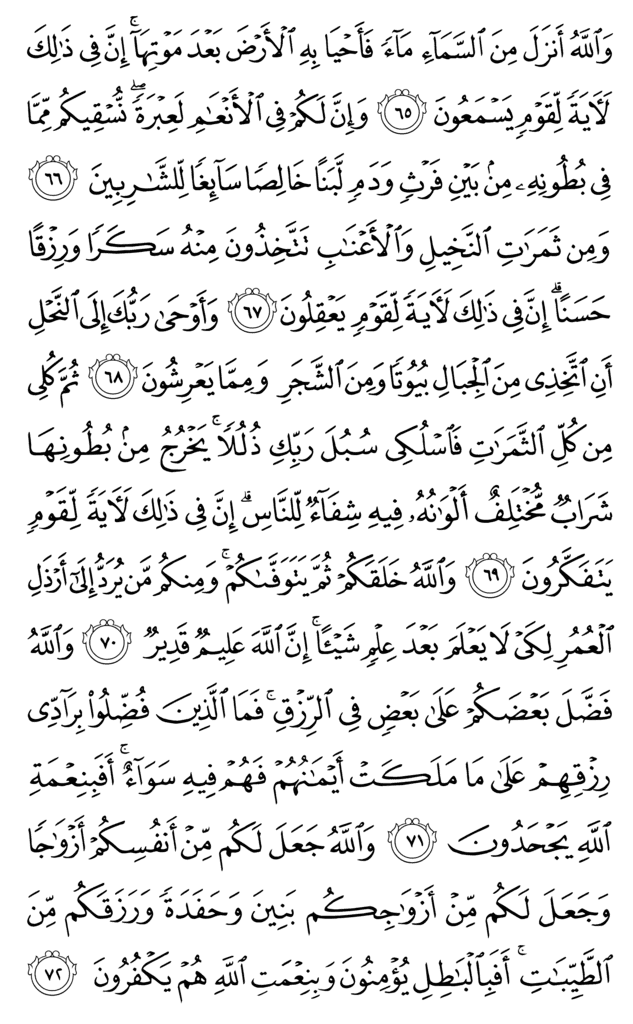 وَٱللَّهُ أَنزَلَ مِنَ ٱلسَّمَآءِ مَآءٗ فَأَحۡيَا بِهِ ٱلۡأَرۡضَ بَعۡدَ مَوۡتِهَآۚ إِنَّ فِي ذَٰلِكَ
لَأٓيَةٗ لِّقَوۡمٖ يَسۡمَعُونَ ٦٥ وَإِنَّ لَكُمۡ فِي ٱلۡأَنۡعَٰمِ لَعِبۡرَةٗۖ نُّسۡقِيكُم مِّمَّا
فِي بُطُونِهِۦ مِنۢ بَيۡنِ فَرۡثٖ وَدَمٖ لَّبَنًا خَالِصٗا سَآئِغٗا لِّلشَّٰرِبِينَ ٦٦
وَمِن ثَمَرَٰتِ ٱلنَّخِيلِ وَٱلۡأَعۡنَٰبِ تَتَّخِذُونَ مِنۡهُ سَكَرٗا وَرِزۡقًا
حَسَنًاۚ إِنَّ فِي ذَٰلِكَ لَأٓيَةٗ لِّقَوۡمٖ يَعۡقِلُونَ ٦٧ وَأَوۡحَىٰ رَبُّكَ إِلَى ٱلنَّحۡلِ
أَنِ ٱتَّخِذِي مِنَ ٱلۡجِبَالِ بُيُوتٗا وَمِنَ ٱلشَّجَرِ وَمِمَّا يَعۡرِشُونَ ٦٨ ثُمَّ كُلِي
مِن كُلِّ ٱلثَّمَرَٰتِ فَٱسۡلُكِي سُبُلَ رَبِّكِ ذُلُلٗاۚ يَخۡرُجُ مِنۢ بُطُونِهَا
شَرَابٞ مُّخۡتَلِفٌ أَلۡوَٰنُهُۥ فِيهِ شِفَآءٞ لِّلنَّاسِۚ إِنَّ فِي ذَٰلِكَ لَأٓيَةٗ لِّقَوۡمٖ
يَتَفَكَّرُونَ ٦٩ وَٱللَّهُ خَلَقَكُمۡ ثُمَّ يَتَوَفَّىٰكُمۡۚ وَمِنكُم مَّن يُرَدُّ إِلَىٰٓ أَرۡذَلِ
ٱلۡعُمُرِ لِكَيۡ لَا يَعۡلَمَ بَعۡدَ عِلۡمٖ شَيۡـًٔاۚ إِنَّ ٱللَّهَ عَلِيمٞ قَدِيرٞ ٧٠ وَٱللَّهُ
فَضَّلَ بَعۡضَكُمۡ عَلَىٰ بَعۡضٖ فِي ٱلرِّزۡقِۚ فَمَا ٱلَّذِينَ فُضِّلُواْ بِرَآدِّي
رِزۡقِهِمۡ عَلَىٰ مَا مَلَكَتۡ أَيۡمَٰنُهُمۡ فَهُمۡ فِيهِ سَوَآءٌۚ أَفَبِنِعۡمَةِ
ٱللَّهِ يَجۡحَدُونَ ٧١ وَٱللَّهُ جَعَلَ لَكُم مِّنۡ أَنفُسِكُمۡ أَزۡوَٰجٗا
وَجَعَلَ لَكُم مِّنۡ أَزۡوَٰجِكُم بَنِينَ وَحَفَدَةٗ وَرَزَقَكُم مِّنَ
ٱلطَّيِّبَٰتِۚ أَفَبِٱلۡبَٰطِلِ يُؤۡمِنُونَ وَبِنِعۡمَتِ ٱللَّهِ هُمۡ يَكۡفُرُونَ ٧٢